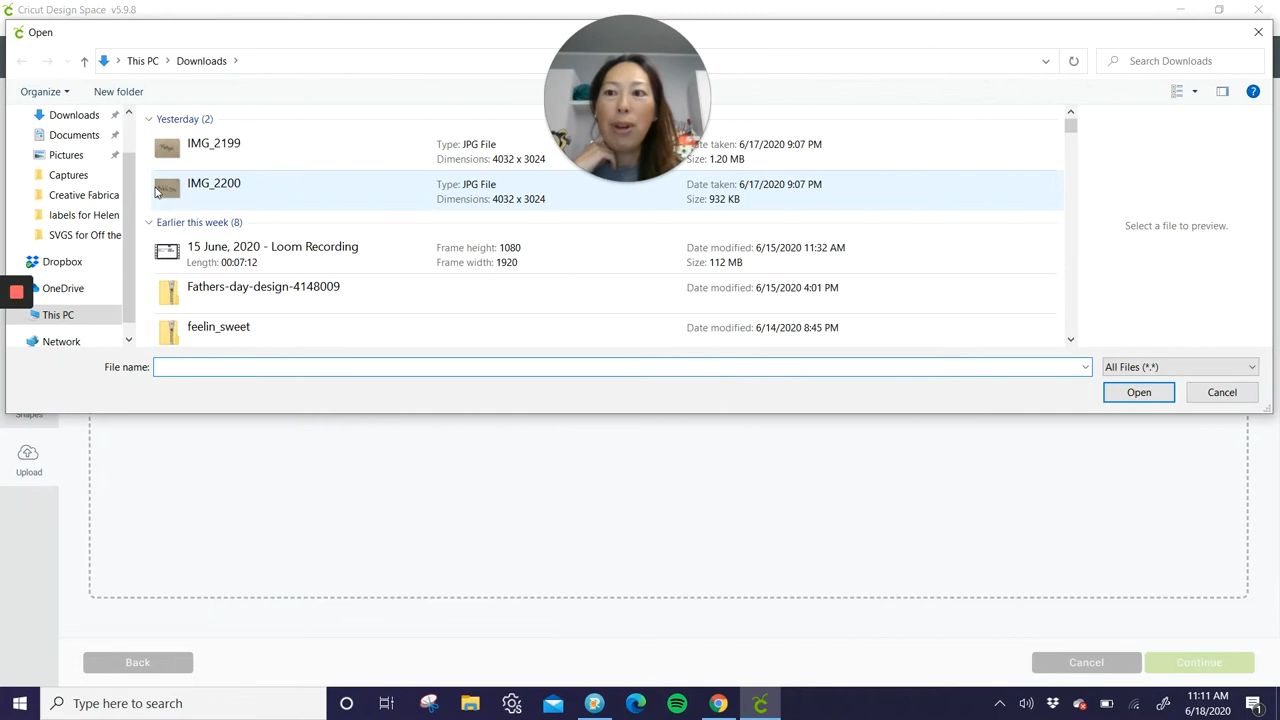 Cricut Design Space v5.9.8
Open
This PC
Downloads
Search Downloads
Organize
New folder
Downloads
Documents
Pictures
Captures
Creative Fabrica
labels for Helen
SVGS for Off the
Dropbox
OneDrive
This PC
Network
Yesterday (2)
IMG_2199
Type: JPG File
Dimensions: 4032 x 3024
Date taken: 6/17/2020 9:07 PM
Size: 1.20 MB
IMG_2200
Type: JPG File
Dimensions: 4032 x 3024
Date taken: 6/17/2020 9:07 PM
Size: 932 KB
Earlier this week (8)
15 June, 2020 - Loom Recording
Length: 00:07:12
Frame height: 1080
Frame width: 1920
Date modified: 6/15/2020 11:32 AM
Size: 112 MB
Fathers-day-design-4148009
Date modified: 6/15/2020 4:01 PM
feelin_sweet
Date modified: 6/14/2020 8:45 PM
Select a file to preview.
File name:
All Files (*.*)
Open
Cancel
Shapes
Upload
Back
Cancel
Continue
Type here to search
11:11 AM
6/18/2020
1